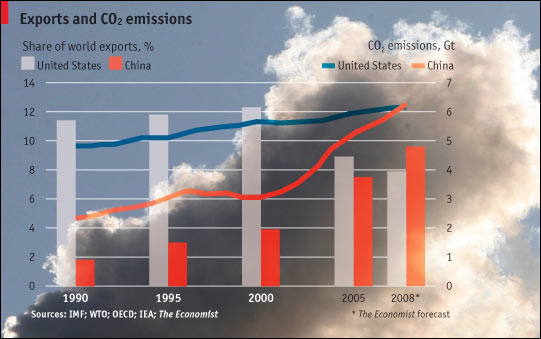 Exports and CO₂ emissions
Share of world exports, %
CO₂ emissions, Gt
United States China
United States China
14 7
12 6
10 5
8 4
6 3
4 2
2 1
0 0
1990 1995 2000 2005 2008*
Sources: IMF; WTO; OECD; IEA; The Economist
* The Economist forecast